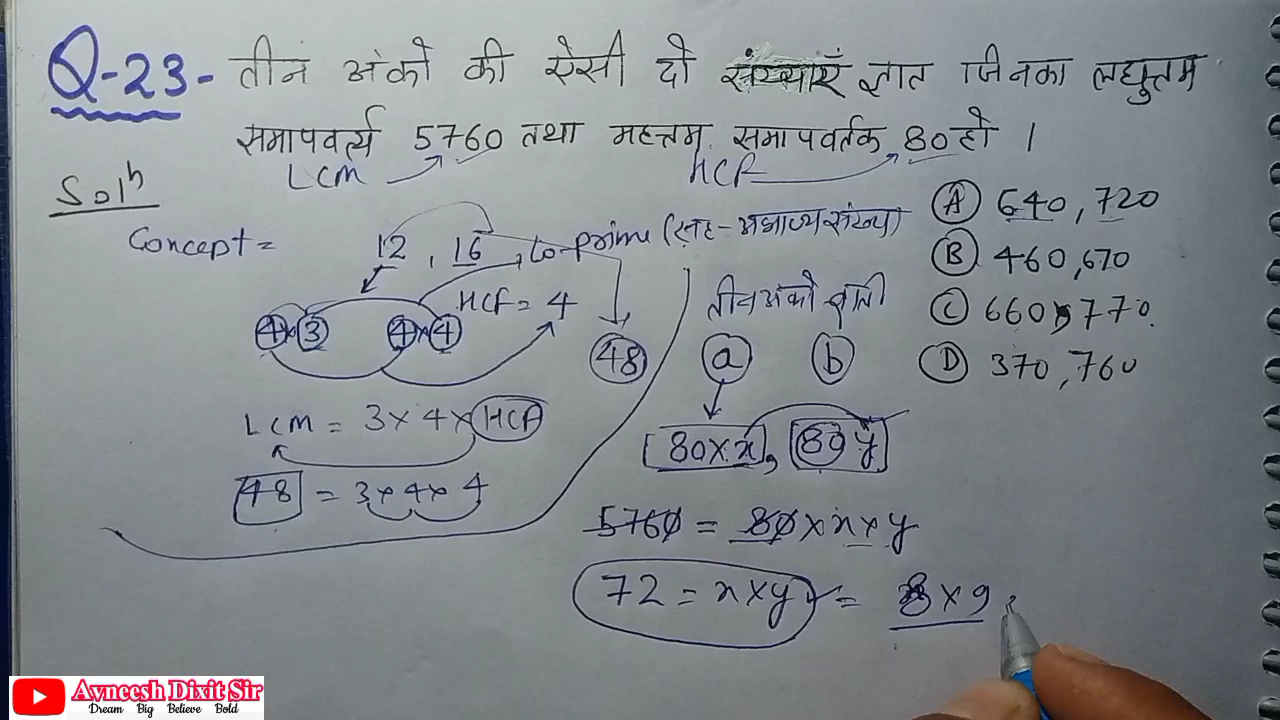 Q-23- तीन अंको की ऐसी दो संख्याएँ ज्ञात जिनका लघुत्तम
समापवर्त्य 5760 तथा महत्तम समापवर्तक 80 हो ।
LCM HCF
Solⁿ
Concept = 12 , 16 , Co-prime (सह-अभाज्य संख्या)
HCF = 4
4×3 4×4
48
LCM = 3×4×HCF
48 = 3×4×4
तीन अंको वाली
a b
80×x, 80y
5760 = 80×x×y
72 = x×y = 8×9
A 640, 720
B 460,670
C 660,770.
D 370,760
Avneesh Dixit Sir
Dream Big Believe Bold